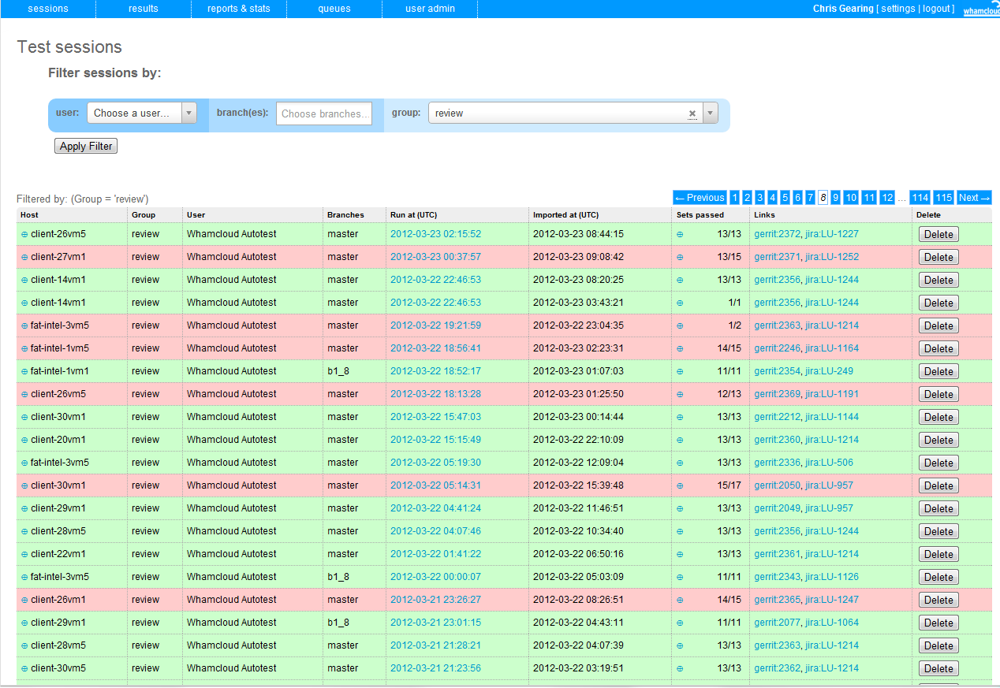 sessions results reports & stats queues user admin Chris Gearing [ settings | logout ] whamcloud
Test sessions
Filter sessions by:
user: Choose a user... branch(es): Choose branches... group: review
Apply Filter
Filtered by: (Group = 'review') ← Previous 1 2 3 4 5 6 7 8 9 10 11 12 ... 114 115 Next →
Host Group User Branches Run at (UTC) Imported at (UTC) Sets passed Links Delete
client-26vm5 review Whamcloud Autotest master 2012-03-23 02:15:52 2012-03-23 08:44:15 13/13 gerrit:2372, jira:LU-1227 Delete
client-27vm1 review Whamcloud Autotest master 2012-03-23 00:37:57 2012-03-23 09:08:42 13/15 gerrit:2371, jira:LU-1252 Delete
client-14vm1 review Whamcloud Autotest master 2012-03-22 22:46:53 2012-03-23 08:20:25 13/13 gerrit:2356, jira:LU-1244 Delete
client-14vm1 review Whamcloud Autotest master 2012-03-22 22:46:53 2012-03-23 03:43:21 1/1 gerrit:2356, jira:LU-1244 Delete
fat-intel-3vm5 review Whamcloud Autotest master 2012-03-22 19:21:59 2012-03-22 23:04:35 1/2 gerrit:2363, jira:LU-1214 Delete
fat-intel-1vm5 review Whamcloud Autotest master 2012-03-22 18:56:41 2012-03-23 02:23:31 14/15 gerrit:2246, jira:LU-1164 Delete
fat-intel-1vm1 review Whamcloud Autotest b1_8 2012-03-22 18:52:17 2012-03-23 01:07:03 11/11 gerrit:2354, jira:LU-249 Delete
client-26vm5 review Whamcloud Autotest master 2012-03-22 18:13:28 2012-03-23 01:25:50 12/13 gerrit:2369, jira:LU-1191 Delete
client-30vm1 review Whamcloud Autotest master 2012-03-22 15:47:03 2012-03-23 00:14:44 13/13 gerrit:2212, jira:LU-1144 Delete
client-20vm1 review Whamcloud Autotest master 2012-03-22 15:15:49 2012-03-22 22:10:09 13/13 gerrit:2360, jira:LU-1214 Delete
fat-intel-3vm5 review Whamcloud Autotest master 2012-03-22 05:19:30 2012-03-22 12:09:04 13/13 gerrit:2336, jira:LU-506 Delete
client-30vm1 review Whamcloud Autotest master 2012-03-22 05:14:31 2012-03-22 15:39:48 15/17 gerrit:2050, jira:LU-957 Delete
client-29vm1 review Whamcloud Autotest master 2012-03-22 04:41:24 2012-03-22 11:46:51 13/13 gerrit:2049, jira:LU-957 Delete
client-28vm5 review Whamcloud Autotest master 2012-03-22 04:07:46 2012-03-22 10:34:40 13/13 gerrit:2356, jira:LU-1244 Delete
client-22vm1 review Whamcloud Autotest master 2012-03-22 01:41:22 2012-03-22 06:50:16 13/13 gerrit:2361, jira:LU-1214 Delete
fat-intel-3vm5 review Whamcloud Autotest b1_8 2012-03-22 00:00:07 2012-03-22 05:03:09 11/11 gerrit:2343, jira:LU-1126 Delete
client-26vm1 review Whamcloud Autotest master 2012-03-21 23:26:27 2012-03-22 08:26:51 14/15 gerrit:2365, jira:LU-1247 Delete
client-29vm1 review Whamcloud Autotest b1_8 2012-03-21 23:01:15 2012-03-22 04:43:11 11/11 gerrit:2077, jira:LU-1064 Delete
client-28vm5 review Whamcloud Autotest master 2012-03-21 21:28:21 2012-03-22 04:07:39 13/13 gerrit:2363, jira:LU-1214 Delete
client-30vm5 review Whamcloud Autotest master 2012-03-21 21:23:56 2012-03-22 03:19:51 13/13 gerrit:2362, jira:LU-1214 Delete